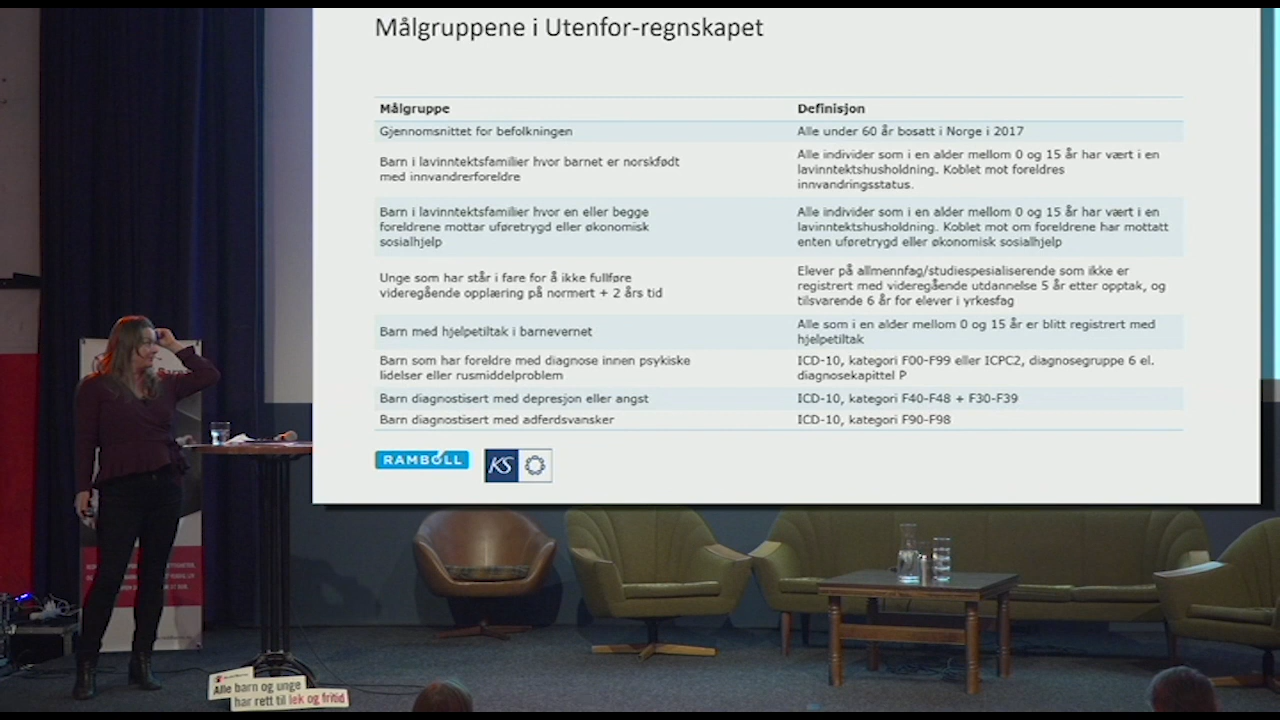 Målgruppene i Utenfor-regnskapet
Målgruppe
Definisjon
Gjennomsnittet for befolkningen
Alle under 60 år bosatt i Norge i 2017
Barn i lavinntektsfamilier hvor barnet er norskfødt
med innvandrerforeldre
Alle individer som i en alder mellom 0 og 15 år har vært i en
lavinntektshusholdning. Koblet mot foreldres
innvandringsstatus.
Barn i lavinntektsfamilier hvor en eller begge
foreldrene mottar uføretrygd eller økonomisk
sosialhjelp
Alle individer som i en alder mellom 0 og 15 år har vært i en
lavinntektshusholdning. Koblet mot om foreldrene har mottatt
enten uføretrygd eller økonomisk sosialhjelp
Unge som har står i fare for å ikke fullføre
videregående opplæring på normert + 2 års tid
Elever på allmennfag/studiespesialiserende som ikke er
registrert med videregående utdannelse 5 år etter opptak, og
tilsvarende 6 år for elever i yrkesfag
Barn med hjelpetiltak i barnevernet
Alle som i en alder mellom 0 og 15 år er blitt registrert med
hjelpetiltak
Barn som har foreldre med diagnose innen psykiske
lidelser eller rusmiddelproblem
ICD-10, kategori F00-F99 eller ICPC2, diagnosegruppe 6 el.
diagnosekapittel P
Barn diagnostisert med depresjon eller angst
ICD-10, kategori F40-F48 + F30-F39
Barn diagnostisert med adferdsvansker
ICD-10, kategori F90-F98
RAMBOLL
KS
Alle barn og unge
har rett til lek og fritid